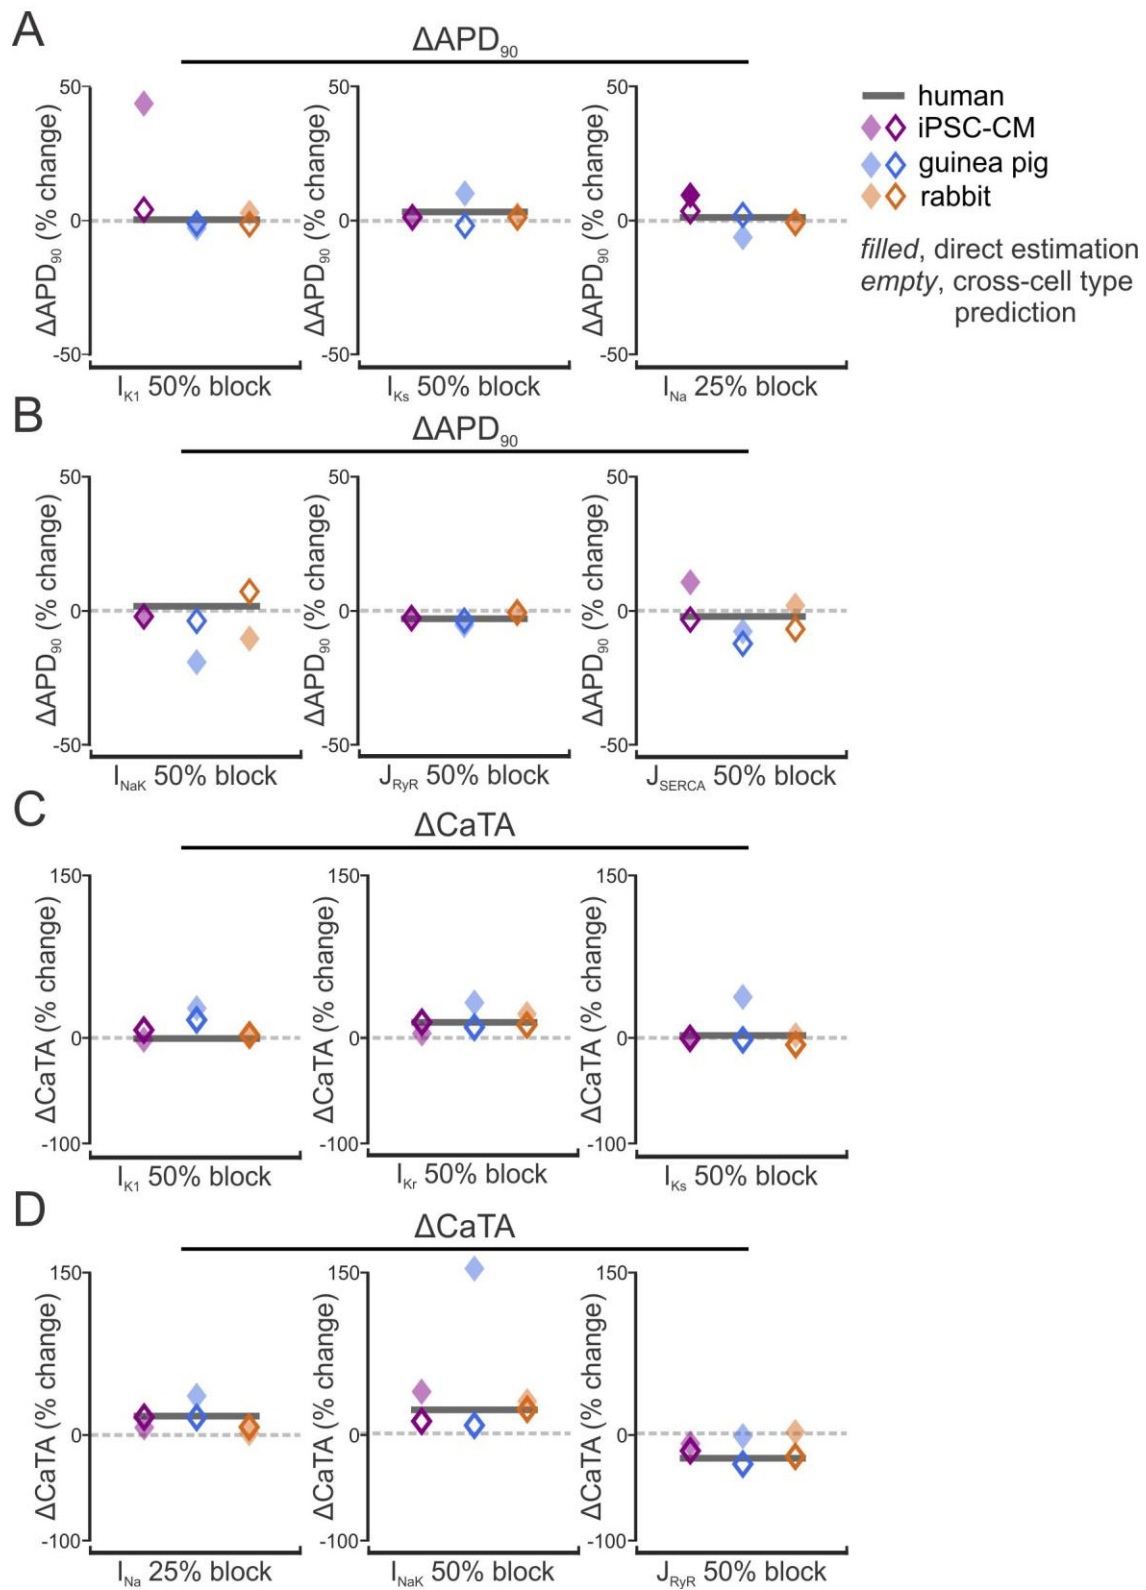 A
ΔAPD90
50
0
-50
ΔAPD90 (% change)
IK1 50% block
50
0
-50
ΔAPD90 (% change)
IKs 50% block
50
0
-50
ΔAPD90 (% change)
INa 25% block
human
iPSC-CM
guinea pig
rabbit
filled, direct estimation
empty, cross-cell type
prediction
B
ΔAPD90
50
0
-50
ΔAPD90 (% change)
INaK 50% block
50
0
-50
ΔAPD90 (% change)
JRyR 50% block
50
0
-50
ΔAPD90 (% change)
JSERCA 50% block
C
ΔCaTA
150
0
-100
ΔCaTA (% change)
IK1 50% block
150
0
-100
ΔCaTA (% change)
IKr 50% block
150
0
-100
ΔCaTA (% change)
IKs 50% block
D
ΔCaTA
150
0
-100
ΔCaTA (% change)
INa 25% block
150
0
-100
ΔCaTA (% change)
INaK 50% block
150
0
-100
ΔCaTA (% change)
JRyR 50% block